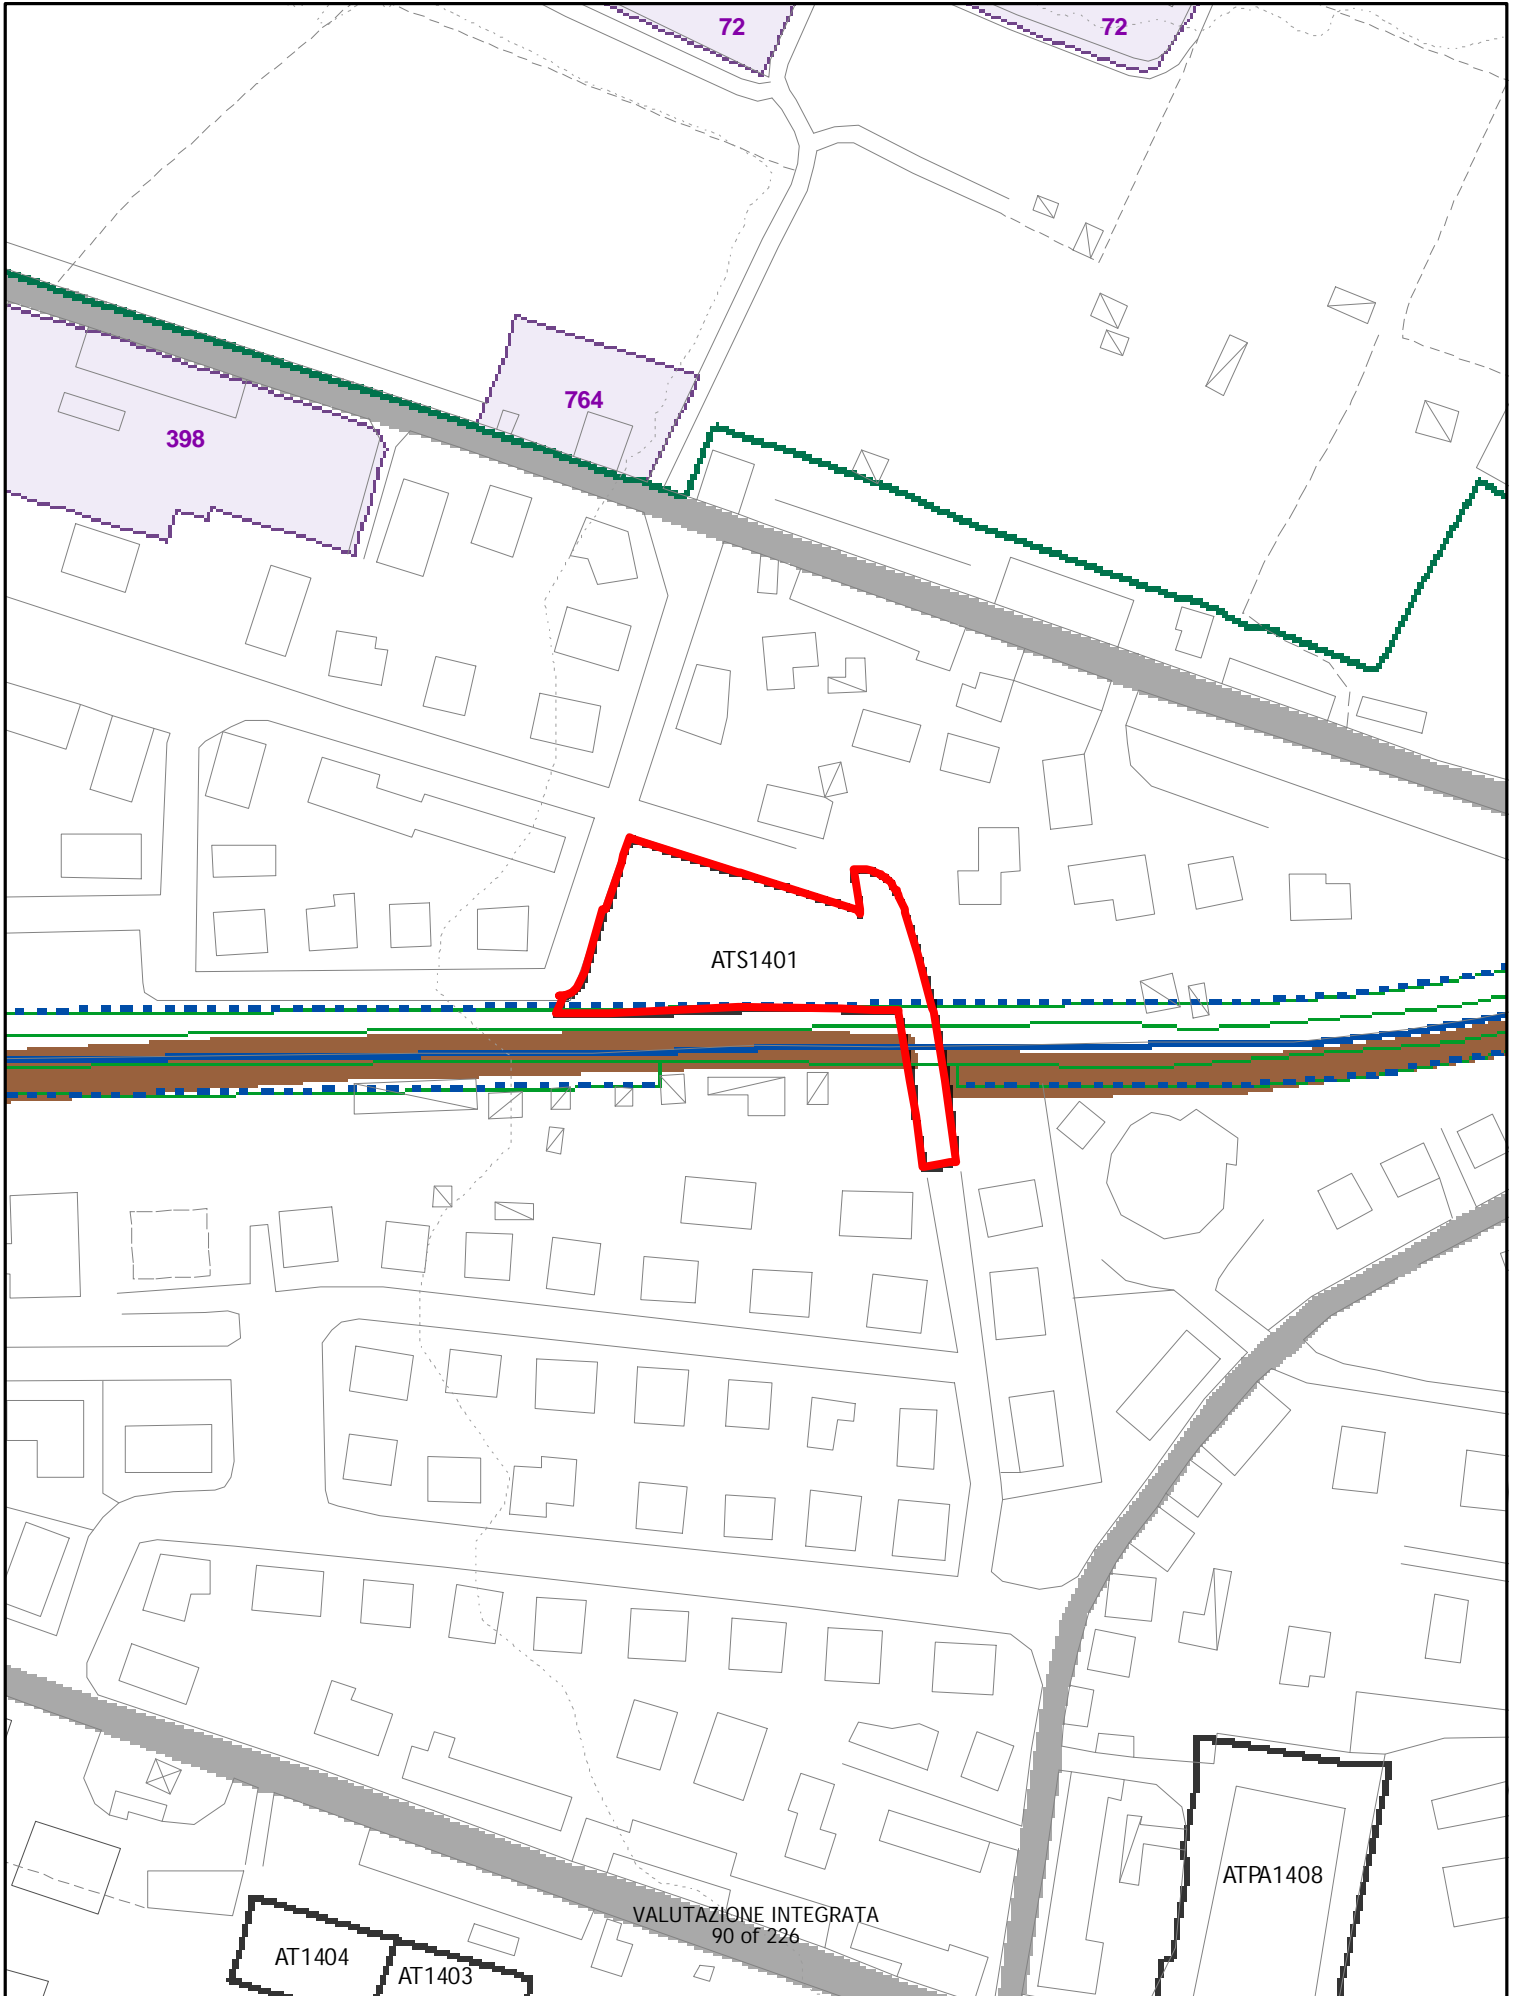 72
72
764
398
ATS1401
ATPA1408
VALUTAZIONE INTEGRATA
90 of 226
AT1404
AT1403